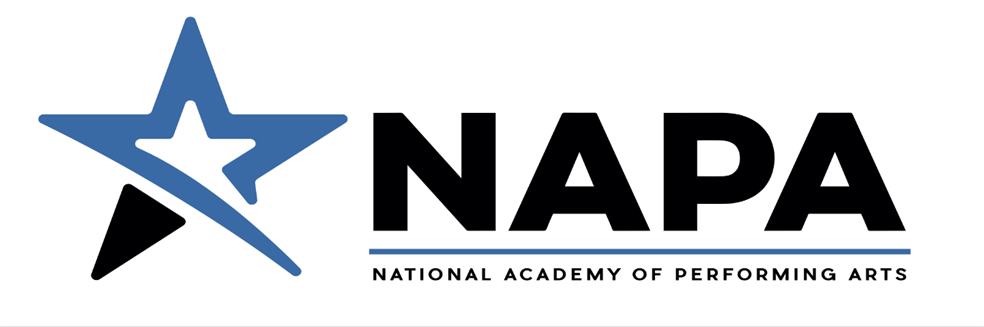 NAPA
NATIONAL ACADEMY OF PERFORMING ARTS